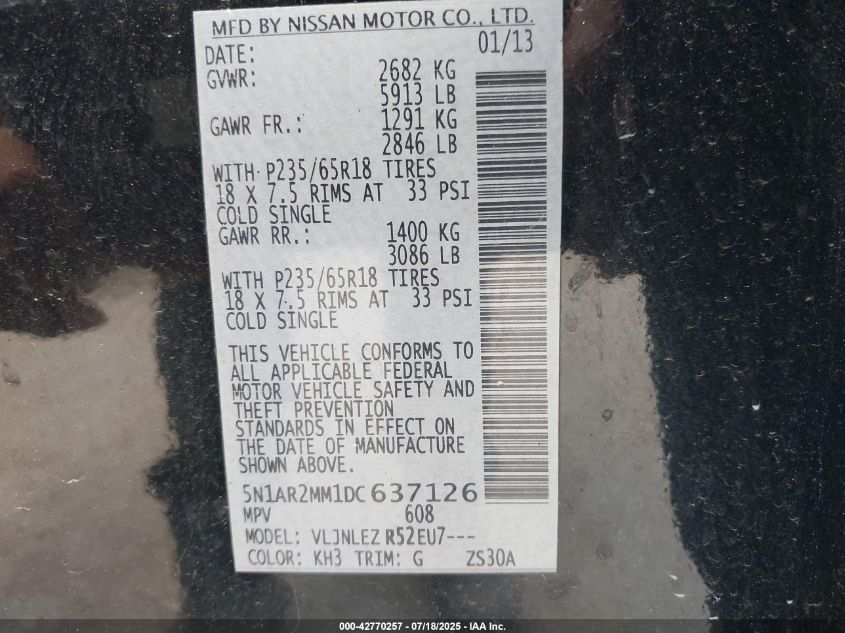 MFD BY NISSAN MOTOR CO., LTD.
DATE: 01/13
GVWR: 2682 KG
5913 LB
GAWR FR.: 1291 KG
2846 LB
WITH P235/65R18 TIRES
18 X 7.5 RIMS AT 33 PSI
COLD SINGLE
GAWR RR.: 1400 KG
3086 LB
WITH P235/65R18 TIRES
18 X 7.5 RIMS AT 33 PSI
COLD SINGLE
THIS VEHICLE CONFORMS TO
ALL APPLICABLE FEDERAL
MOTOR VEHICLE SAFETY AND
THEFT PREVENTION
STANDARDS IN EFFECT ON
THE DATE OF MANUFACTURE
SHOWN ABOVE.
5N1AR2MM1DC637126
MPV 608
MODEL: VLJNLEZ R52EU7---
COLOR: KH3 TRIM: G ZS30A
000-42770257 - 07/18/2025 - IAA Inc.